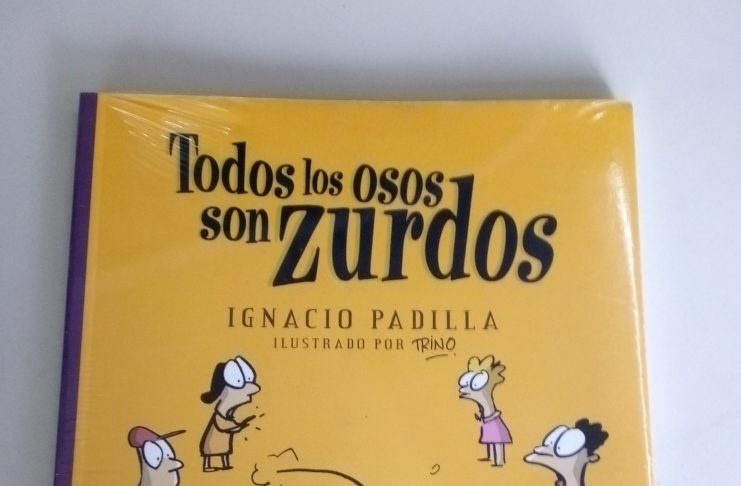 Todos los osos
son zurdos
IGNACIO PADILLA
ILUSTRADO POR TRINO